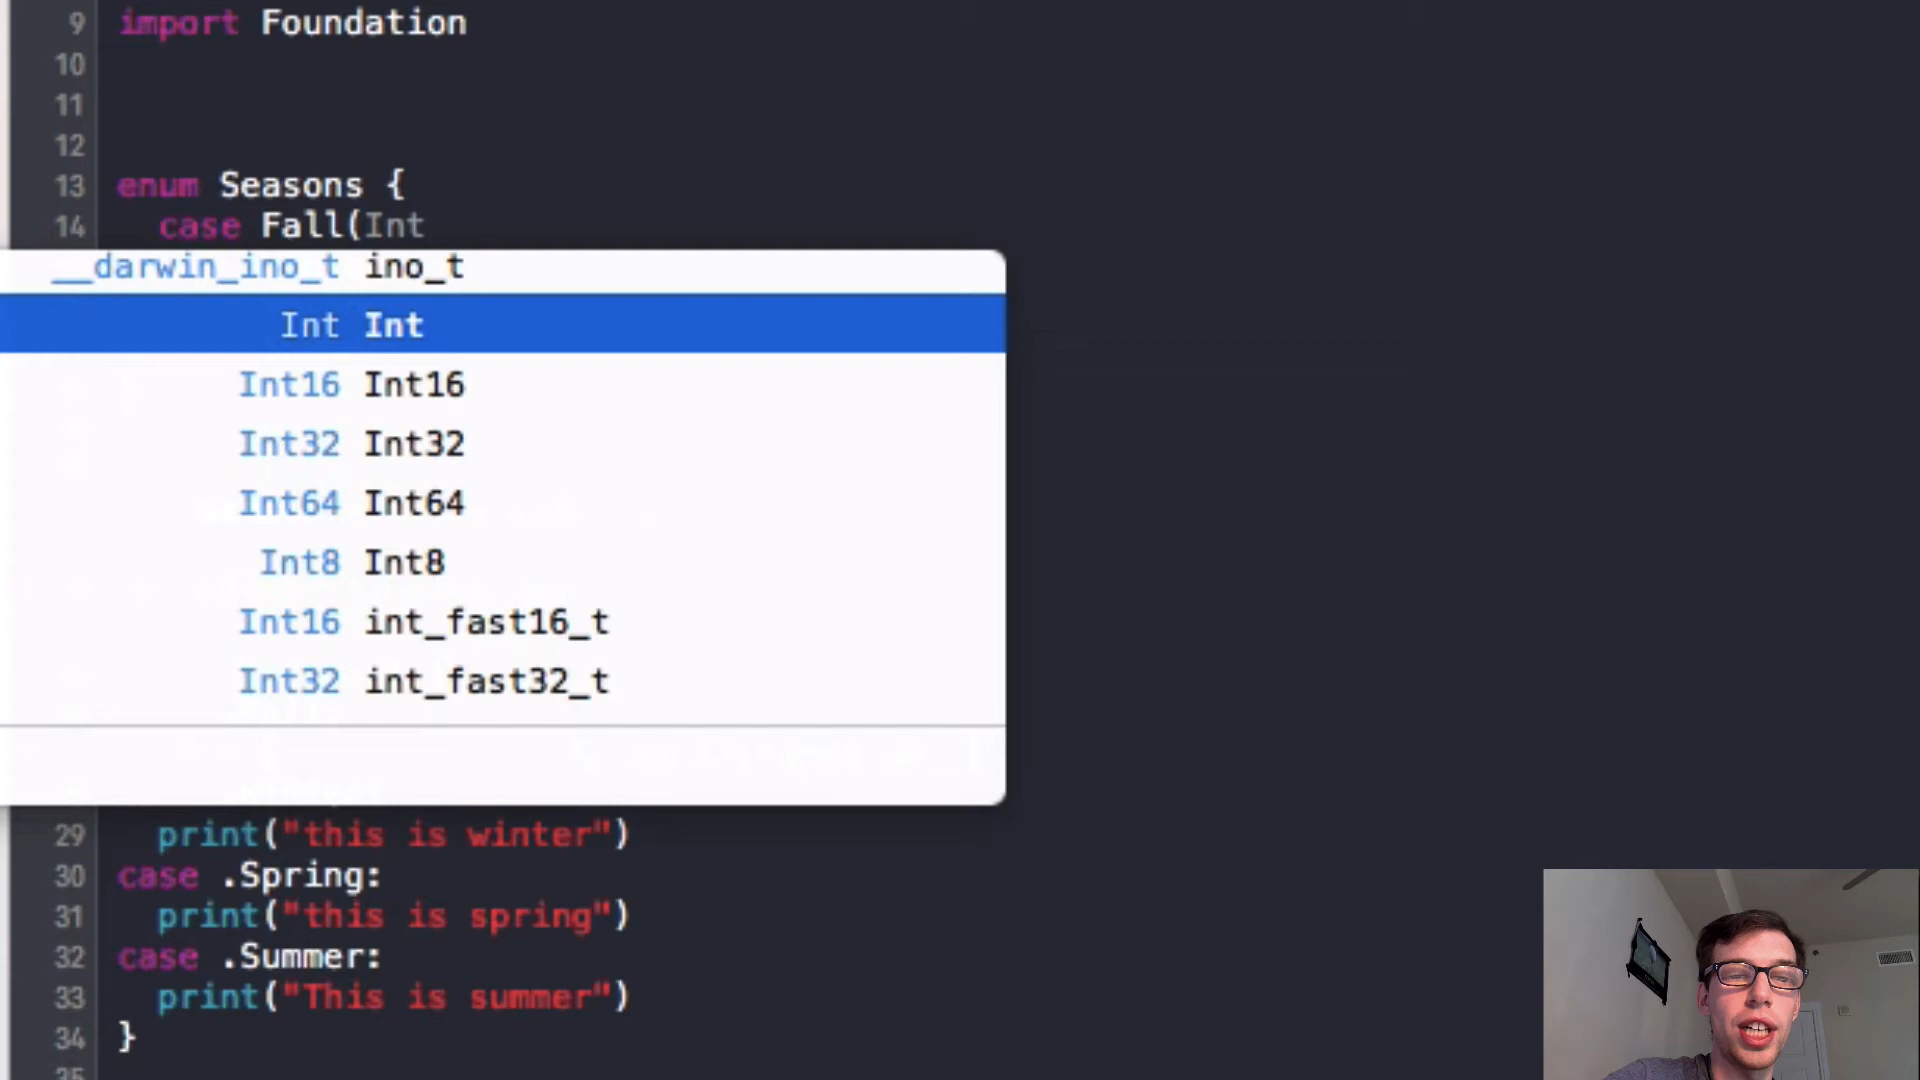 9 import Foundation
10
11
12
13 enum Seasons {
14 case Fall(Int
__darwin_ino_t ino_t
Int Int
Int16 Int16
Int32 Int32
Int64 Int64
Int8 Int8
Int16 int_fast16_t
Int32 int_fast32_t
29 print("this is winter")
30 case .Spring:
31 print("this is spring")
32 case .Summer:
33 print("This is summer")
34 }
35